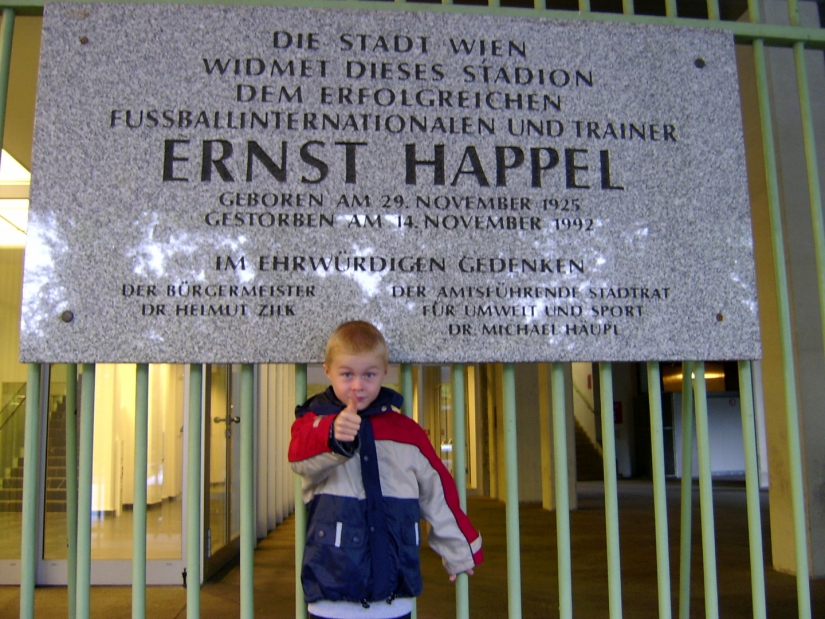 DIE STADT WIEN
WIDMET DIESES STADION
DEM ERFOLGREICHEN
FUSSBALLINTERNATIONALEN UND TRAINER
ERNST HAPPEL
GEBOREN AM 29. NOVEMBER 1925
GESTORBEN AM 14. NOVEMBER 1992
IM EHRWÜRDIGEN GEDENKEN
DER BÜRGERMEISTER
DR HELMUT ZILK
DER AMTSFÜHRENDE STADTRAT
FÜR UMWELT UND SPORT
DR. MICHAEL HÄUPL